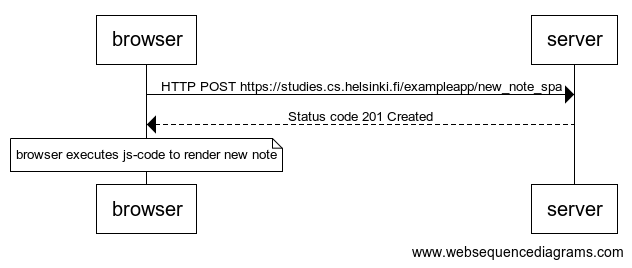 browser
server
HTTP POST https://studies.cs.helsinki.fi/exampleapp/new_note_spa
Status code 201 Created
browser executes js-code to render new note
browser
server
www.websequencediagrams.com